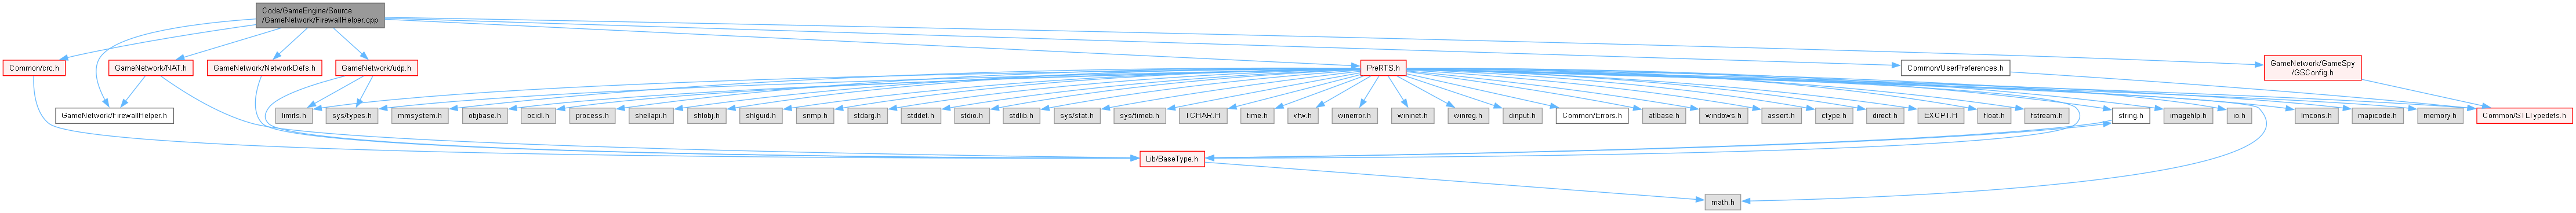 Code/GameEngine/Source
/GameNetwork/FirewallHelper.cpp
Common/crc.h
GameNetwork/NAT.h
GameNetwork/NetworkDefs.h
GameNetwork/udp.h
PreRTS.h
Common/UserPreferences.h
GameNetwork/GameSpy
/GSConfig.h
GameNetwork/FirewallHelper.h
limits.h
sys/types.h
mmsystem.h
objbase.h
ocidl.h
process.h
shellapi.h
shlobj.h
shlguid.h
snmp.h
stdarg.h
stddef.h
stdio.h
stdlib.h
sys/stat.h
sys/timeb.h
TCHAR.H
time.h
vfw.h
winerror.h
wininet.h
winreg.h
dinput.h
Common/Errors.h
atlbase.h
windows.h
assert.h
ctype.h
direct.h
EXCPT.H
float.h
fstream.h
string.h
imagehlp.h
io.h
lmcons.h
mapicode.h
memory.h
Common/STLTypedefs.h
Lib/BaseType.h
math.h